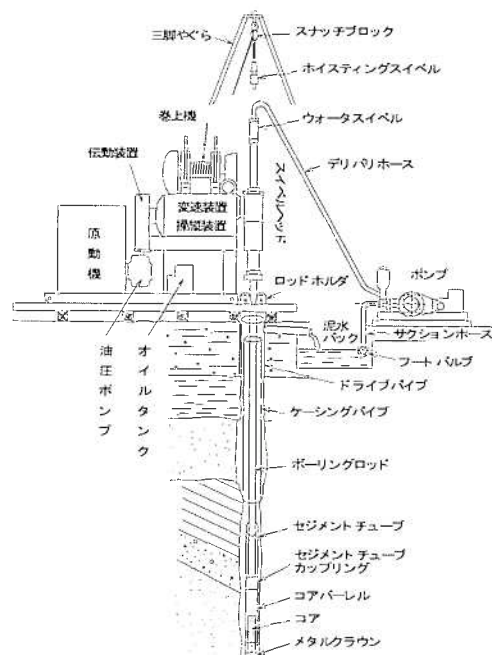 三脚やぐら
スナッチブロック
ホイスティングスイベル
巻上機
ウォータスイベル
伝動装置
スイベルヘッド
デリバリホース
変速装置
操縦装置
原動機
ロッドホルダ
ポンプ
泥水
バック
サクションホース
フートバルブ
油圧ポンプ
オイルタンク
ドライブパイプ
ケーシングパイプ
ボーリングロッド
セジメントチューブ
セジメントチューブ
カップリング
コアバーレル
コア
メタルクラウン